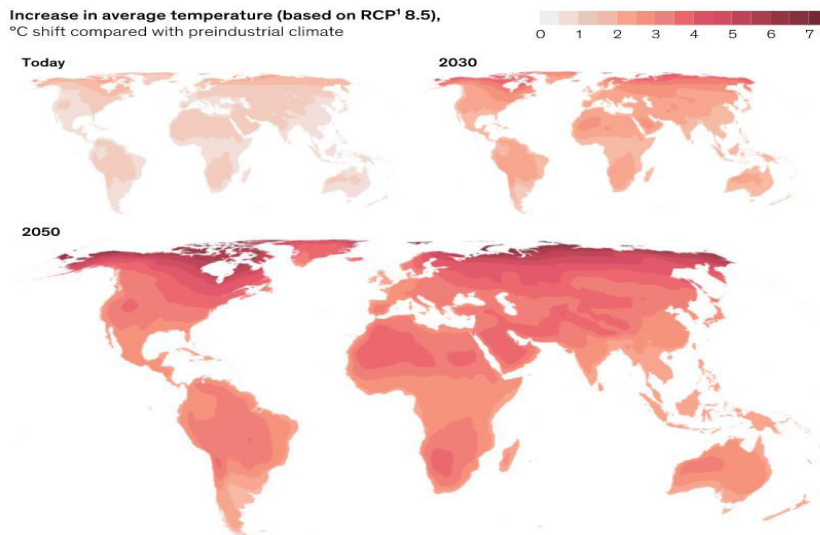 Increase in average temperature (based on RCP¹ 8.5),
°C shift compared with preindustrial climate
0 1 2 3 4 5 6 7
Today
2030
2050